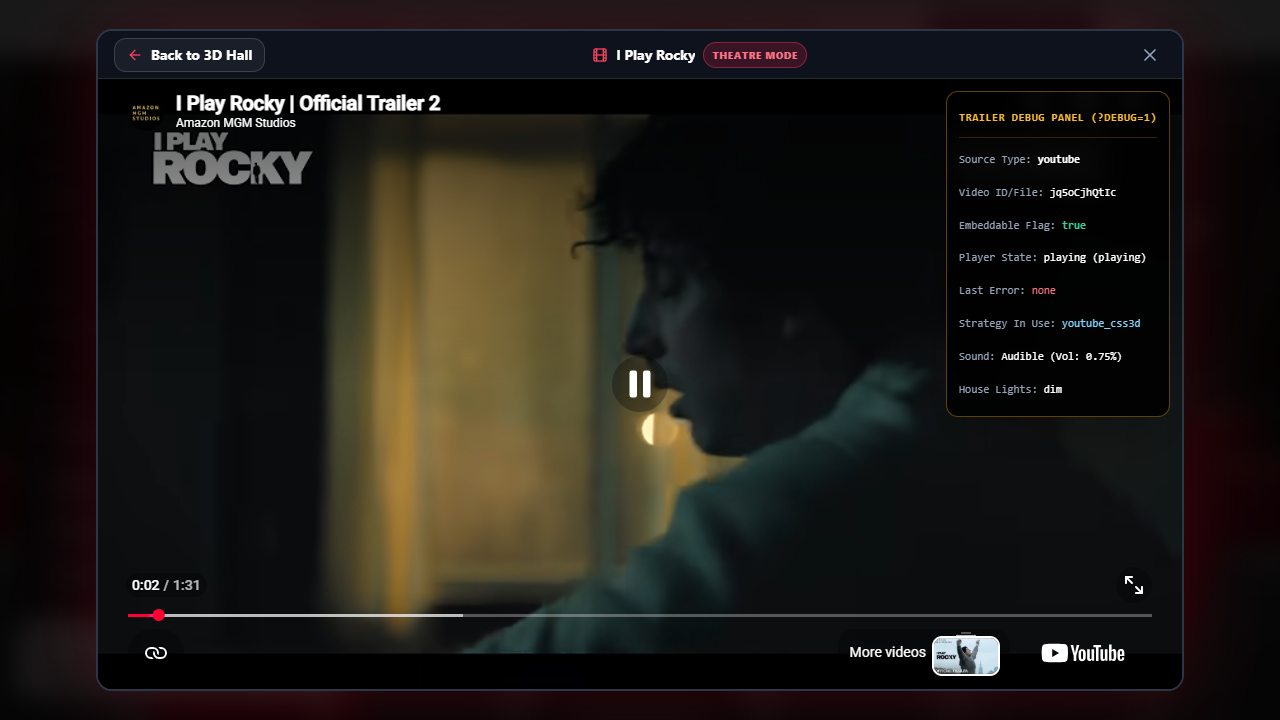 Back to 3D Hall
I Play Rocky
THEATRE MODE
AMAZON
MGM
STUDIOS
I Play Rocky | Official Trailer 2
Amazon MGM Studios
I PLAY
ROCKY
TRAILER DEBUG PANEL (?DEBUG=1)
Source Type: youtube
Video ID/File: jq5oCjhQtIc
Embeddable Flag: true
Player State: playing (playing)
Last Error: none
Strategy In Use: youtube_css3d
Sound: Audible (Vol: 0.75%)
House Lights: dim
0:02 / 1:31
More videos
I PLAY
ROCKY
YouTube